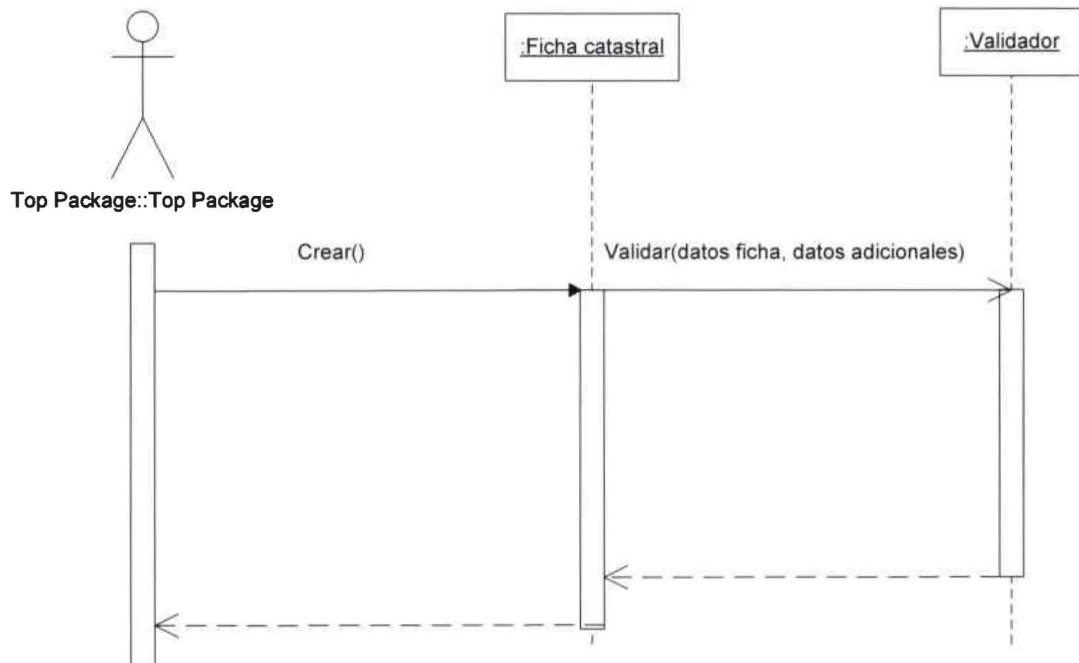 :Ficha catastral
:Validador
Top Package::Top Package
Crear()
Validar(datos ficha, datos adicionales)